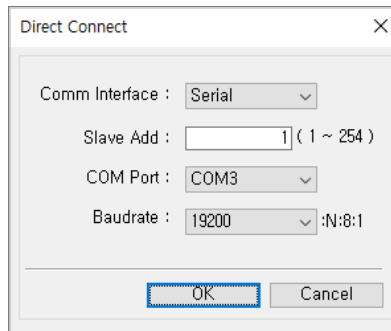 Direct Connect
Comm Interface : Serial
Slave Add : 1 ( 1 ~ 254 )
COM Port : COM3
Baudrate : 19200 :N:8:1
OK Cancel